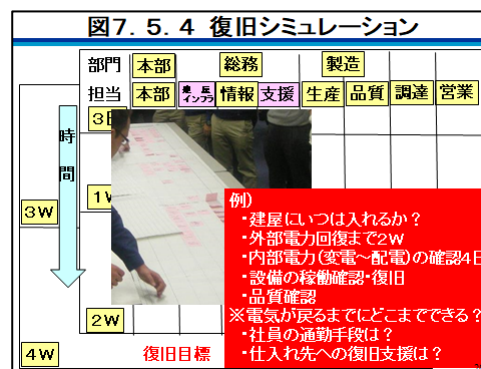 図7.5.4 復旧シミュレーション
部門 本部 総務 製造
担当 本部 建屋インフラ 情報 支援 生産 品質 調達 営業
時間
3W
1W
2W
4W
復旧目標
例)
・建屋にいつは入れるか?
・外部電力回復まで2W
・内部電力(変電~配電)の確認4日
・設備の稼働確認・復旧
・品質確認
※電気が戻るまでにどこまでできる?
・社員の通勤手段は?
・仕入れ先への復旧支援は?